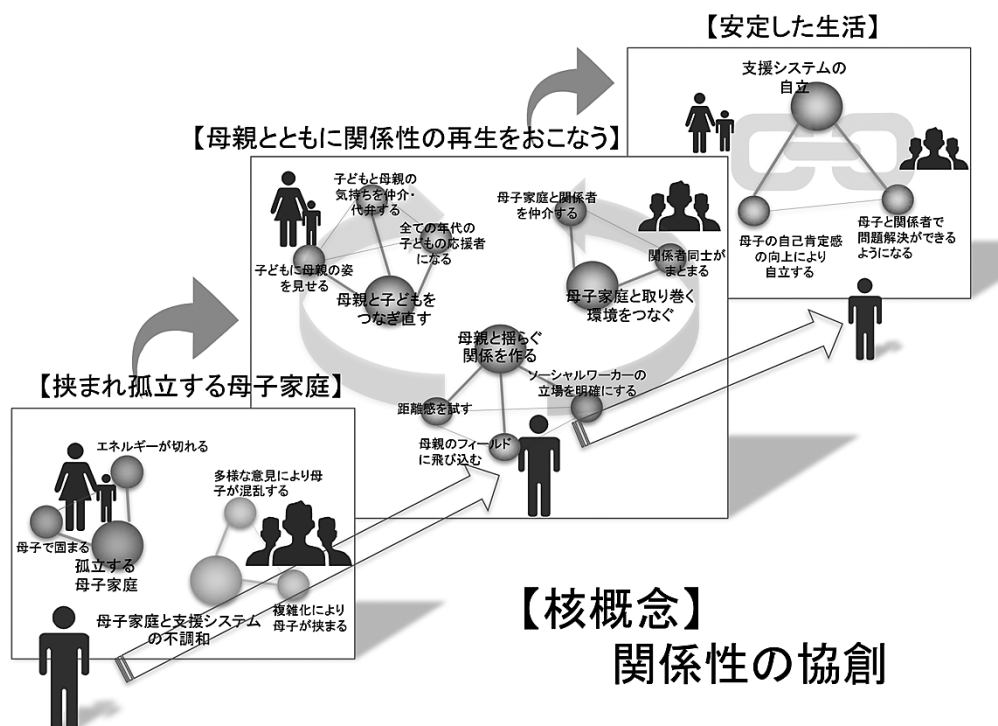 【安定した生活】
支援システムの
自立
母子の自己肯定感
の向上により
自立する
母子と関係者で
問題解決ができる
ようになる
【母親とともに関係性の再生をおこなう】
子どもと母親の
気持ちを仲介・
代弁する
全ての年代の
子どもの応援者
になる
子どもに母親の姿
を見せる
母親と子どもを
つなぎ直す
母子家庭と関係者
を仲介する
関係者同士が
まとまる
母子家庭と取り巻く
環境をつなぐ
母親と揺らぐ
関係を作る
ソーシャルワーカーの
立場を明確にする
距離感を試す
母親のフィールド
に飛び込む
【挟まれ孤立する母子家庭】
エネルギーが切れる
母子で固まる
孤立する
母子家庭
多様な意見により母
子が混乱する
複雑化により
母子が挟まる
母子家庭と支援システム
の不調和
【核概念】
関係性の協創